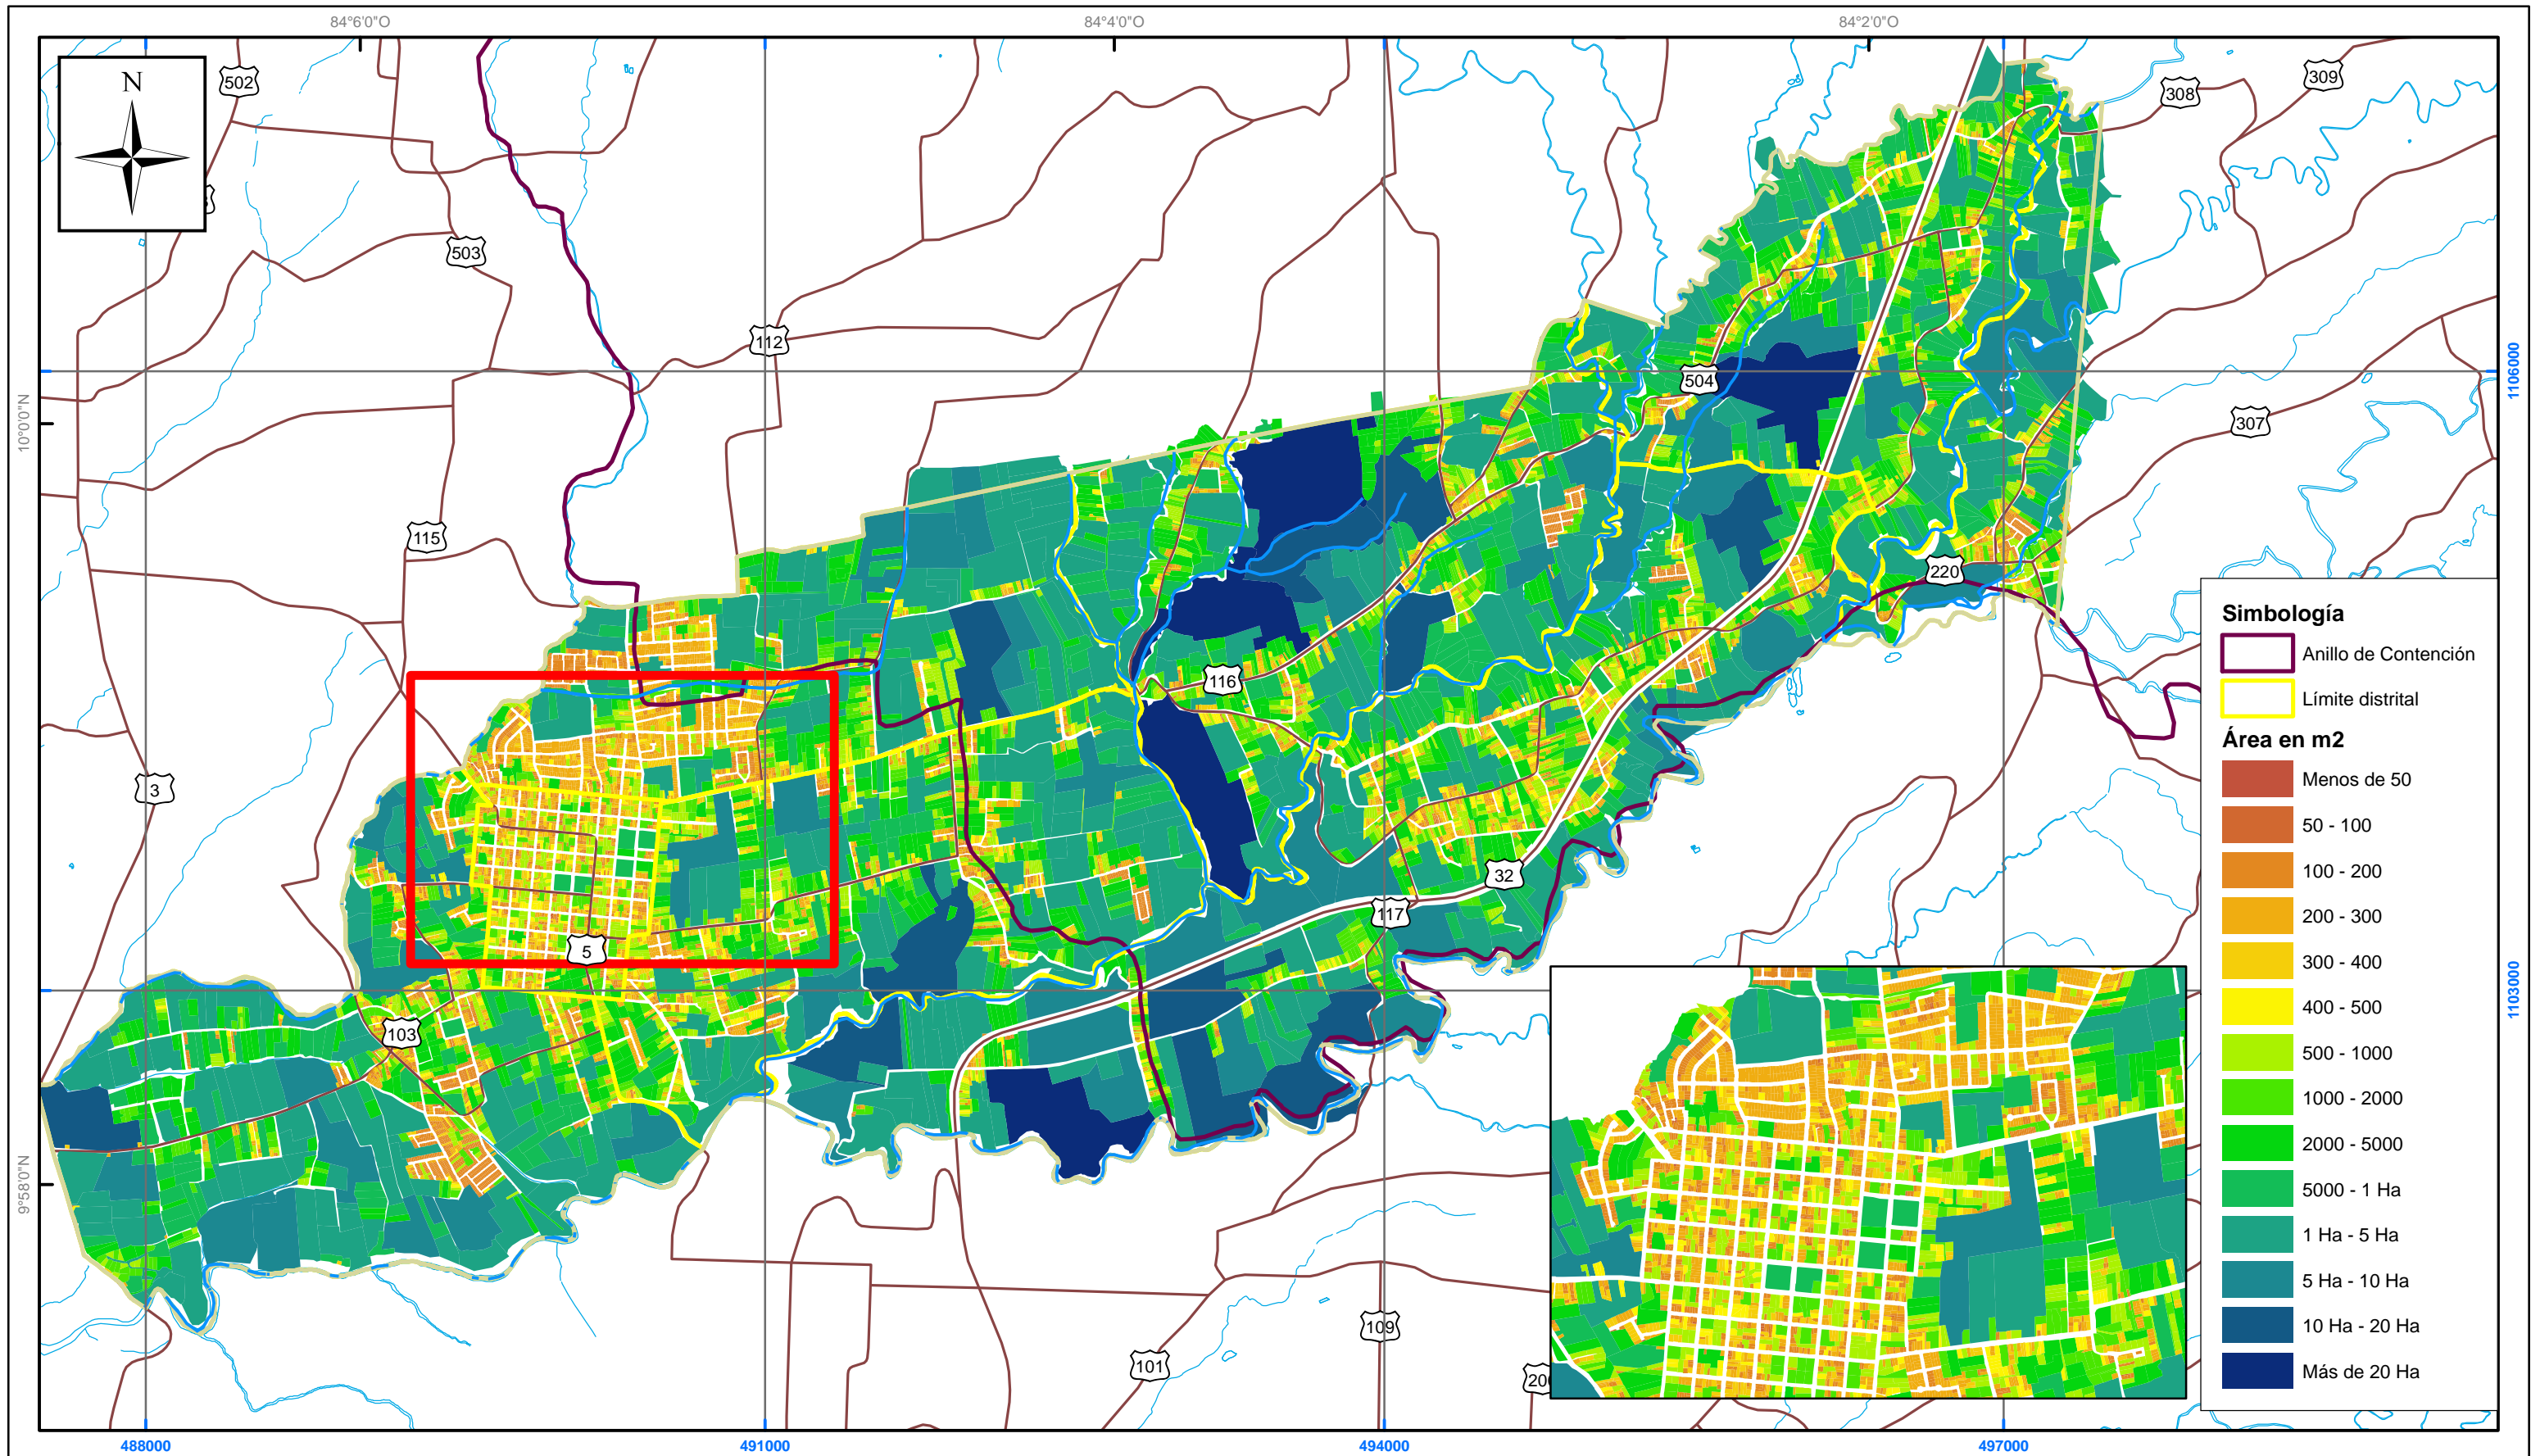 84°6'0"O
84°4'0"O
84°2'0"O
N
502
503
112
115
3
103
5
116
504
220
32
117
308
309
307
101
109
10°0'0"N
9°58'0"N
1106000
1103000
488000
491000
494000
497000
Simbología
Anillo de Contención
Límite distrital
Área en m2
Menos de 50
50 - 100
100 - 200
200 - 300
300 - 400
400 - 500
500 - 1000
1000 - 2000
2000 - 5000
5000 - 1 Ha
1 Ha - 5 Ha
5 Ha - 10 Ha
10 Ha - 20 Ha
Más de 20 Ha